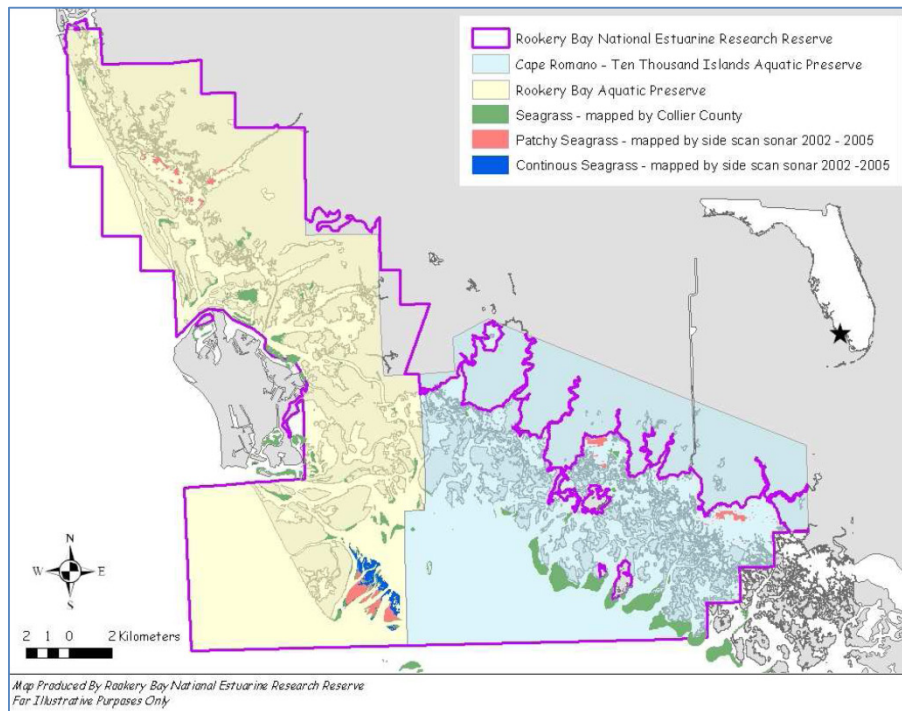 Rookery Bay National Estuarine Research Reserve
Cape Romano - Ten Thousand Islands Aquatic Preserve
Rookery Bay Aquatic Preserve
Seagrass - mapped by Collier County
Patchy Seagrass - mapped by side scan sonar 2002 - 2005
Continous Seagrass - mapped by side scan sonar 2002 -2005
N
W E
S
2 1 0 2 Kilometers
Map Produced By Rookery Bay National Estuarine Research Reserve
For Illustrative Purposes Only